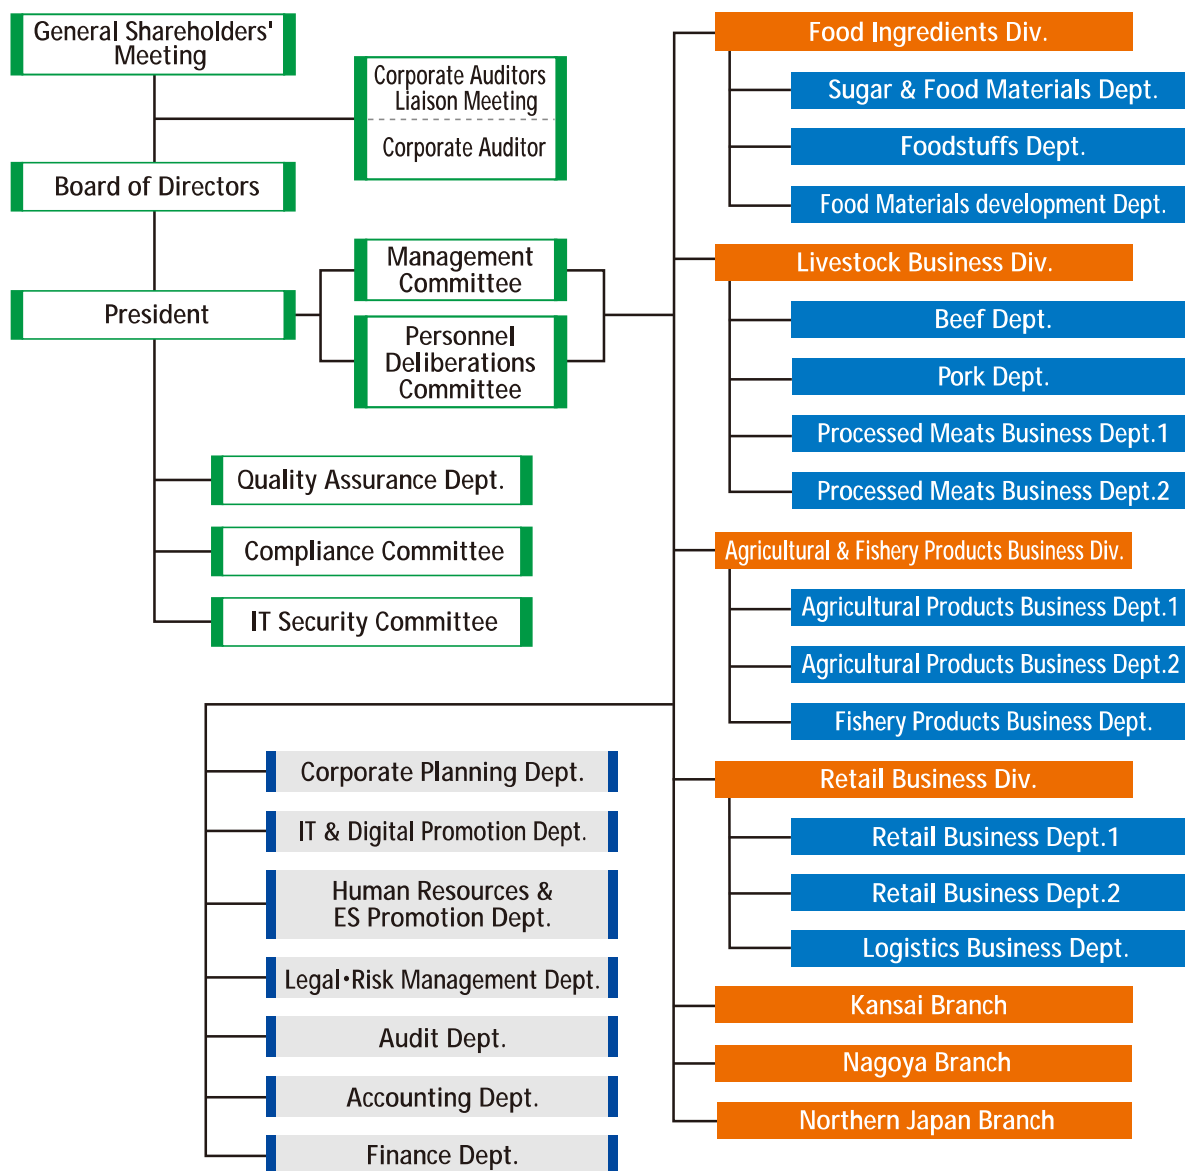 General Shareholders'
Meeting
Corporate Auditors
Liaison Meeting
Corporate Auditor
Board of Directors
Management
Committee
President
Personnel
Deliberations
Committee
Quality Assurance Dept.
Compliance Committee
IT Security Committee
Corporate Planning Dept.
IT & Digital Promotion Dept.
Human Resources &
ES Promotion Dept.
Legal・Risk Management Dept.
Audit Dept.
Accounting Dept.
Finance Dept.
Food Ingredients Div.
Sugar & Food Materials Dept.
Foodstuffs Dept.
Food Materials development Dept.
Livestock Business Div.
Beef Dept.
Pork Dept.
Processed Meats Business Dept.1
Processed Meats Business Dept.2
Agricultural & Fishery Products Business Div.
Agricultural Products Business Dept.1
Agricultural Products Business Dept.2
Fishery Products Business Dept.
Retail Business Div.
Retail Business Dept.1
Retail Business Dept.2
Logistics Business Dept.
Kansai Branch
Nagoya Branch
Northern Japan Branch